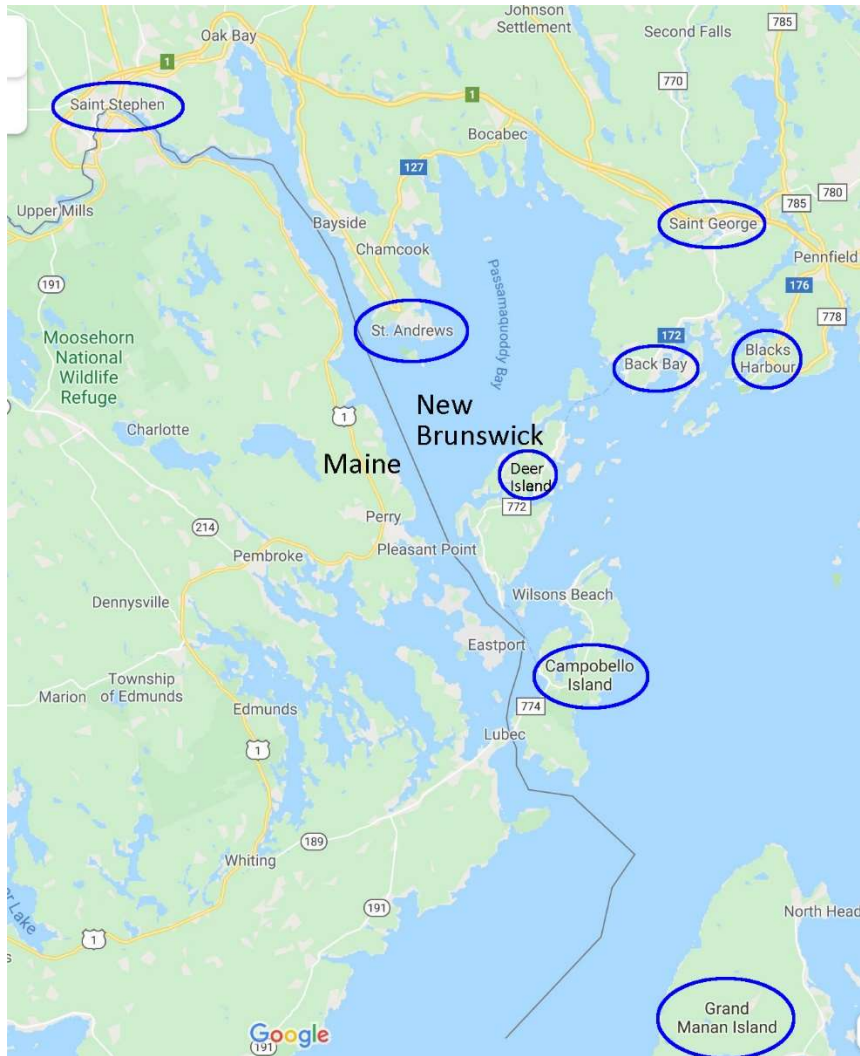 Johnson
Settlement
785
Oak Bay
Second Falls
1
770
Saint Stephen
1
Bocabec
127
780
785
Upper Mills
Bayside
Saint George
Chamcook
Pennfield
191
Passamaquoddy Bay
176
Moosehorn
National
Wildlife
Refuge
St. Andrews
172
778
Blacks
Harbour
Back Bay
1
New
Brunswick
Charlotte
Maine
Deer
Island
772
Perry
214
Pembroke
Pleasant Point
Dennysville
Wilsons Beach
Eastport
Township
of Edmunds
Marion
Campobello
Island
Edmunds
774
Lubec
1
189
Whiting
191
North Head
Lake
1
Grand
Manan Island
Google
191